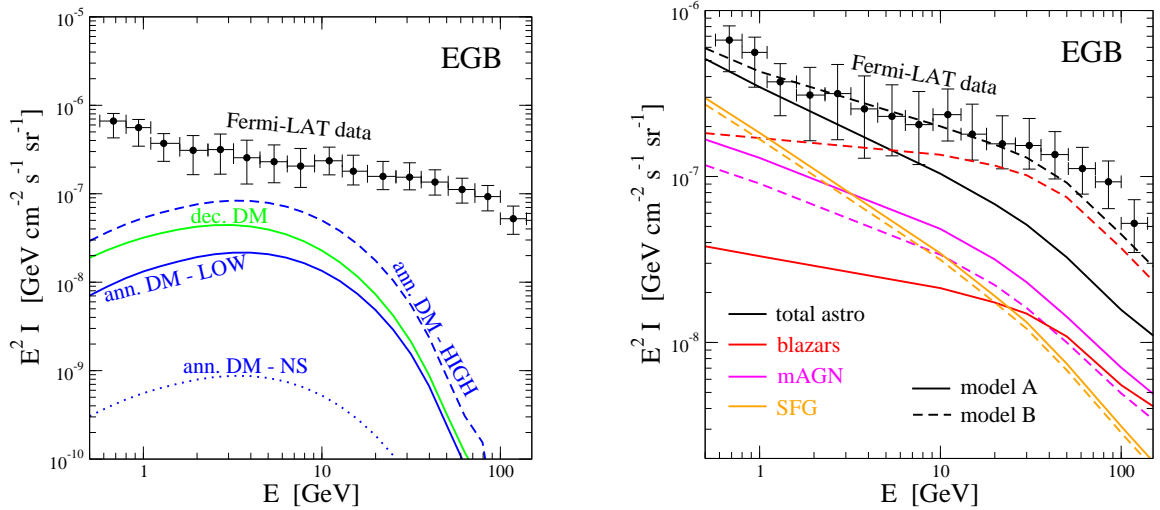 10⁻⁵
10⁻⁶
10⁻⁷
10⁻⁸
10⁻⁹
10⁻¹⁰
E² I [GeV cm⁻² s⁻¹ sr⁻¹]
EGB
Fermi-LAT data
dec. DM
ann. DM - LOW
ann. DM - HIGH
ann. DM - NS
1 10 100
E [GeV]
10⁻⁶
10⁻⁷
10⁻⁸
E² I [GeV cm⁻² s⁻¹ sr⁻¹]
EGB
Fermi-LAT data
total astro
blazars
mAGN
SFG
model A
model B
1 10 100
E [GeV]